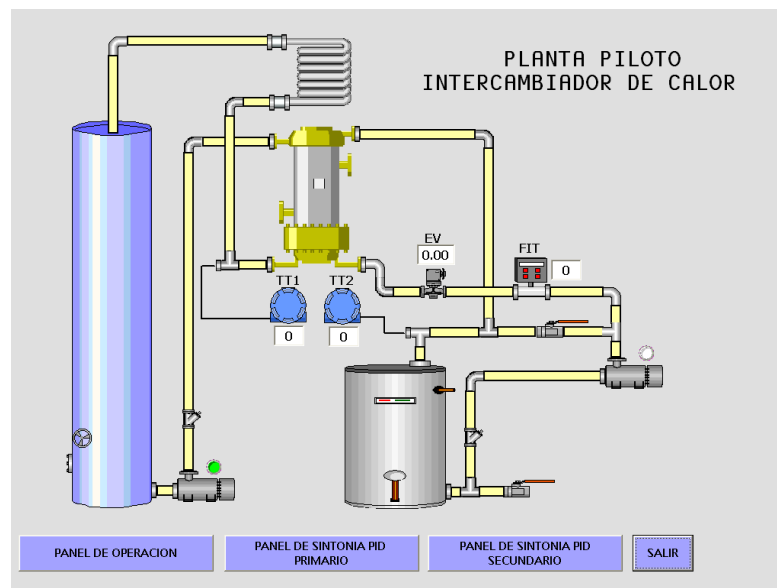 PLANTA PILOTO
INTERCAMBIADOR DE CALOR
EV
0.00
FIT
0
TT1
TT2
0
0
PANEL DE OPERACION
PANEL DE SINTONIA PID
PRIMARIO
PANEL DE SINTONIA PID
SECUNDARIO
SALIR